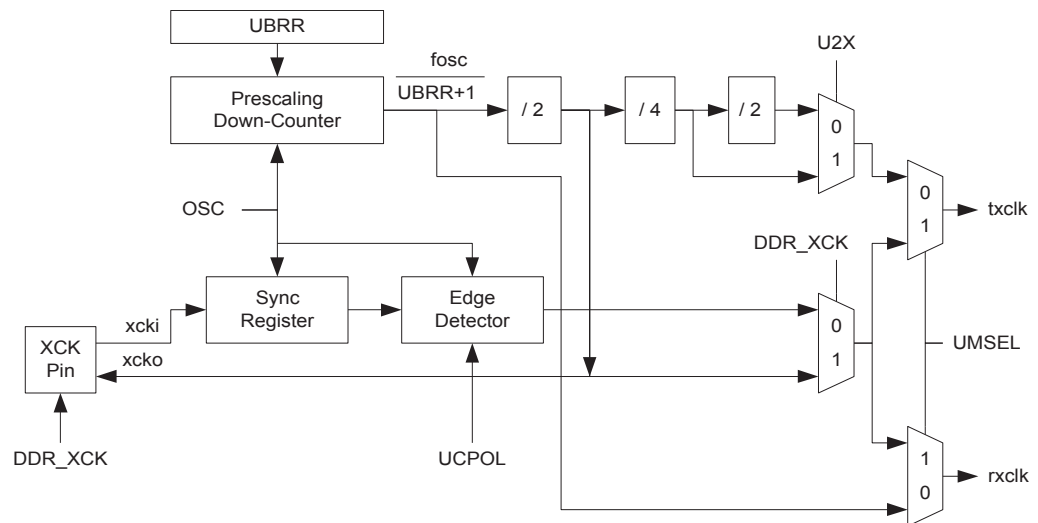 UBRR
Prescaling
Down-Counter
fosc
UBRR+1
/ 2
/ 4
/ 2
U2X
0
1
OSC
0
1
txclk
DDR_XCK
Sync
Register
Edge
Detector
0
1
UMSEL
xcki
xcko
XCK
Pin
DDR_XCK
UCPOL
1
0
rxclk